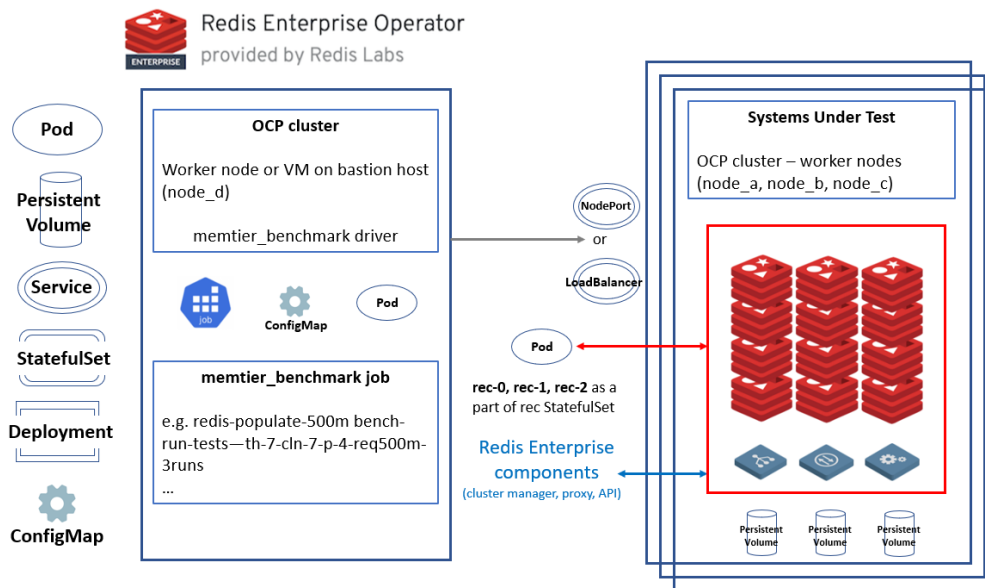 Redis Enterprise Operator
provided by Redis Labs
ENTERPRISE
Pod
Persistent
Volume
Service
StatefulSet
Deployment
ConfigMap
OCP cluster
Worker node or VM on bastion host
(node_d)
memtier_benchmark driver
job
ConfigMap
Pod
memtier_benchmark job
e.g. redis-populate-500m bench-
run-tests—th-7-cln-7-p-4-req500m-
3runs
...
NodePort
or
LoadBalancer
Pod
rec-0, rec-1, rec-2 as a
part of rec StatefulSet
Redis Enterprise
components
(cluster manager, proxy, API)
Systems Under Test
OCP cluster – worker nodes
(node_a, node_b, node_c)
Persistent
Volume
Persistent
Volume
Persistent
Volume